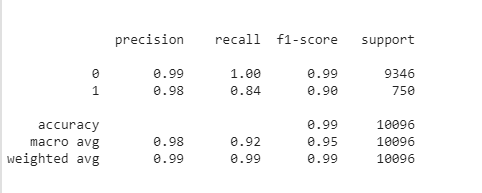 precision recall f1-score support
0 0.99 1.00 0.99 9346
1 0.98 0.84 0.90 750
accuracy 0.99 10096
macro avg 0.98 0.92 0.95 10096
weighted avg 0.99 0.99 0.99 10096